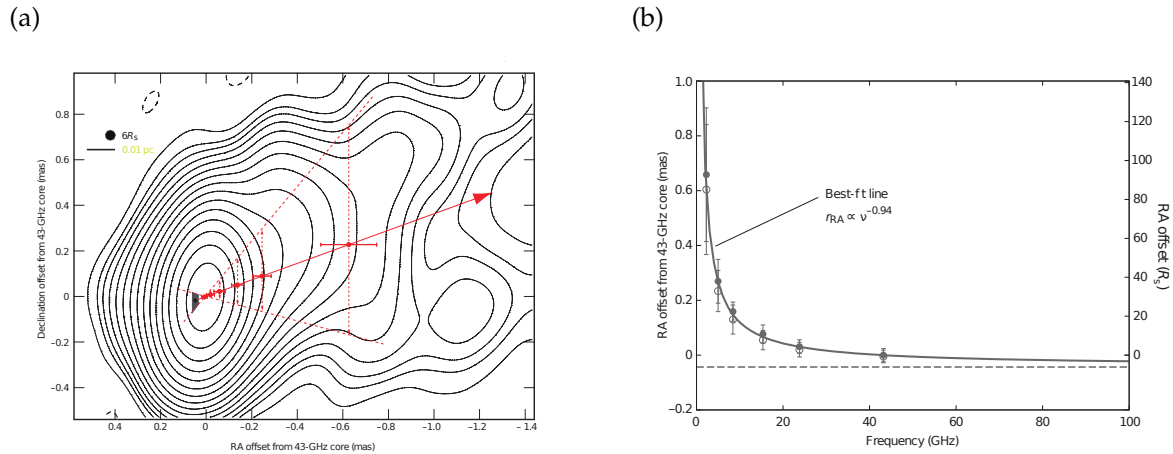 (a)
(b)
0.8
0.6
0.4
0.2
0
−0.2
−0.4
Declination offset from 43-GHz core (mas)
6Rs
0.01 pc
0.4 0.2 0 −0.2 −0.4 −0.6 −0.8 −1.0 −1.2 − 1.4
RA offset from 43-GHz core (mas)
1.0
0.8
0.6
0.4
0.2
0
−0.2
RA offset from 43-GHz core (mas)
Best-f t line
rRA ∝ ν−0.94
140
120
100
80
60
40
20
0
RA offset (Rs)
0 20 40 60 80 100
Frequency (GHz)